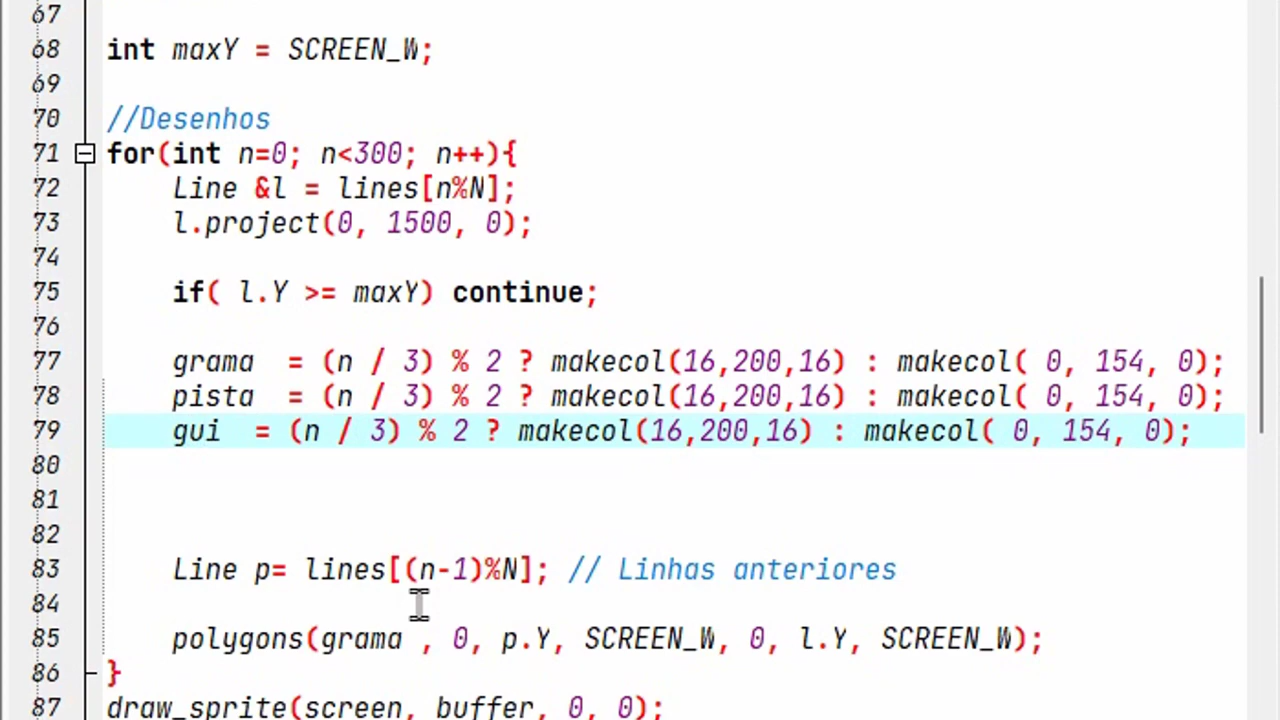 67
68 int maxY = SCREEN_W;
69
70 //Desenhos
71 for(int n=0; n<300; n++){
72 Line &l = lines[n%N];
73 l.project(0, 1500, 0);
74
75 if( l.Y >= maxY) continue;
76
77 grama  = (n / 3) % 2 ? makecol(16,200,16) : makecol( 0, 154, 0);
78 pista  = (n / 3) % 2 ? makecol(16,200,16) : makecol( 0, 154, 0);
79 gui  = (n / 3) % 2 ? makecol(16,200,16) : makecol( 0, 154, 0);
80
81
82
83 Line p= lines[(n-1)%N]; // Linhas anteriores
84
85 polygons(grama , 0, p.Y, SCREEN_W, 0, l.Y, SCREEN_W);
86 }
87 draw_sprite(screen, buffer, 0, 0);